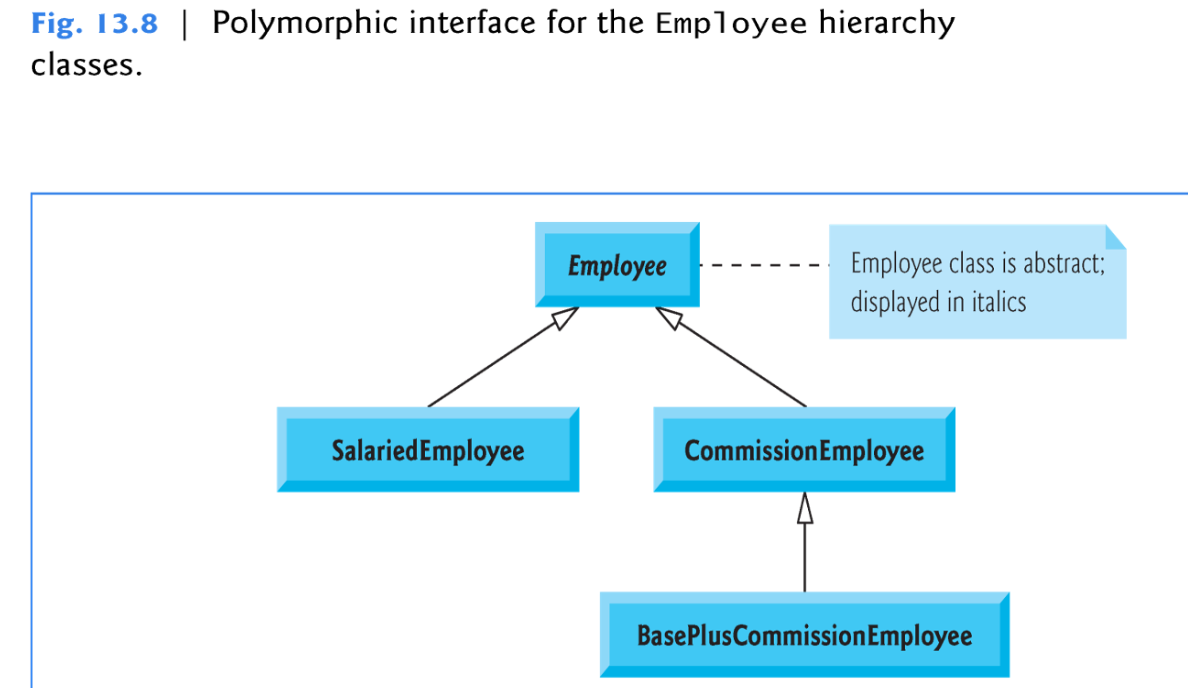 Fig. 13.8 | Polymorphic interface for the Employee hierarchy
classes.
Employee
Employee class is abstract;
displayed in italics
SalariedEmployee
CommissionEmployee
BasePlusCommissionEmployee